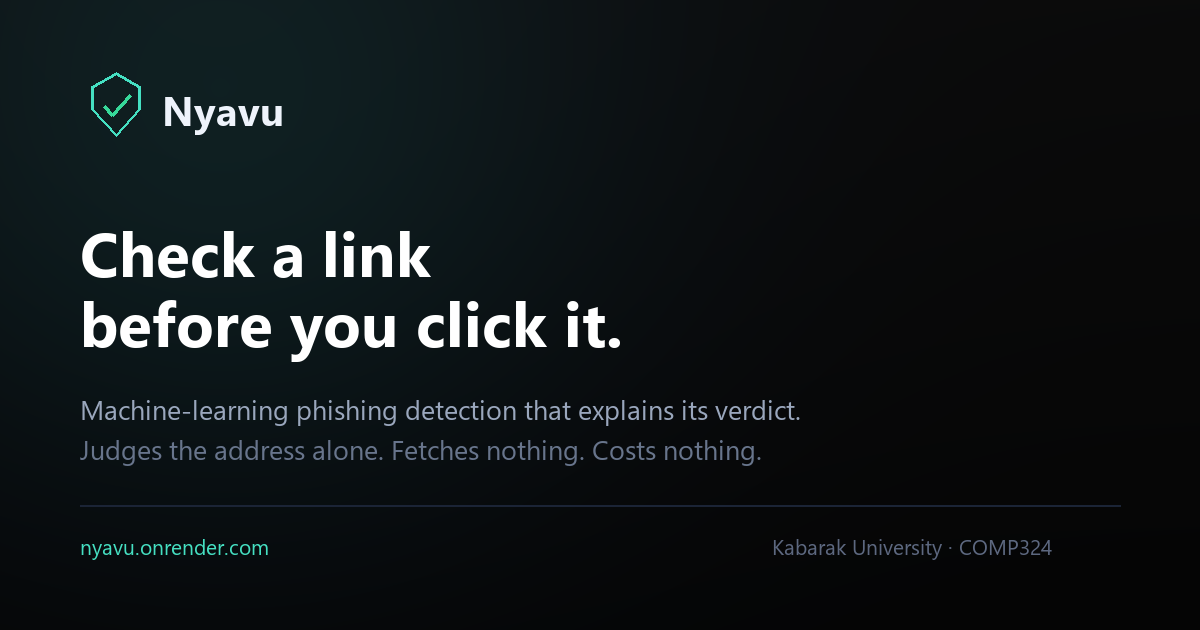 Nyavu
Check a link
before you click it.
Machine-learning phishing detection that explains its verdict.
Judges the address alone. Fetches nothing. Costs nothing.
nyavu.onrender.com
Kabarak University · COMP324